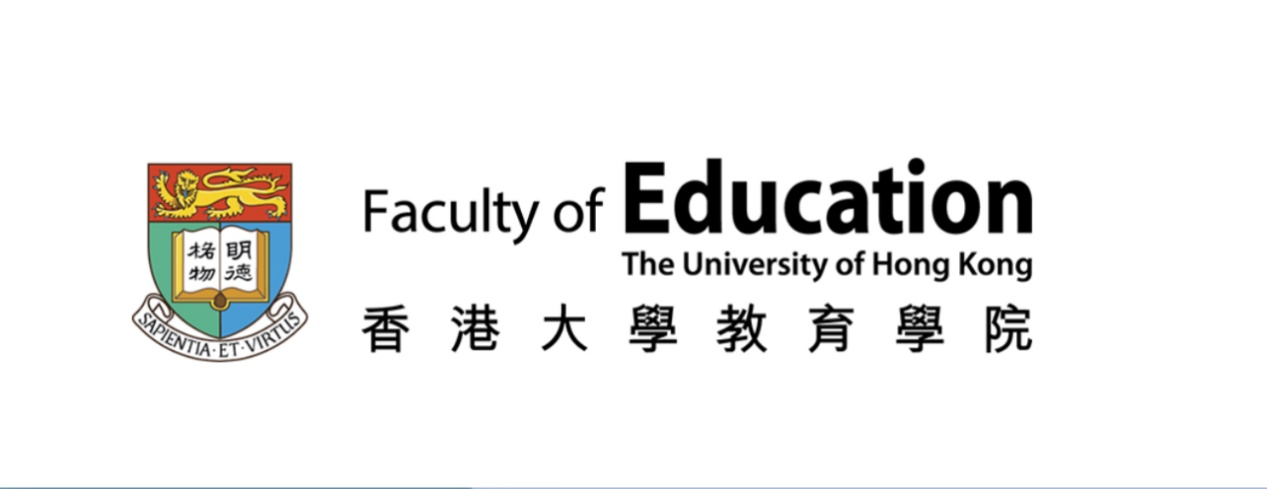 Faculty of Education
The University of Hong Kong
香港大學教育學院
明德
格物
SAPIENTIA·ET·VIRTUS